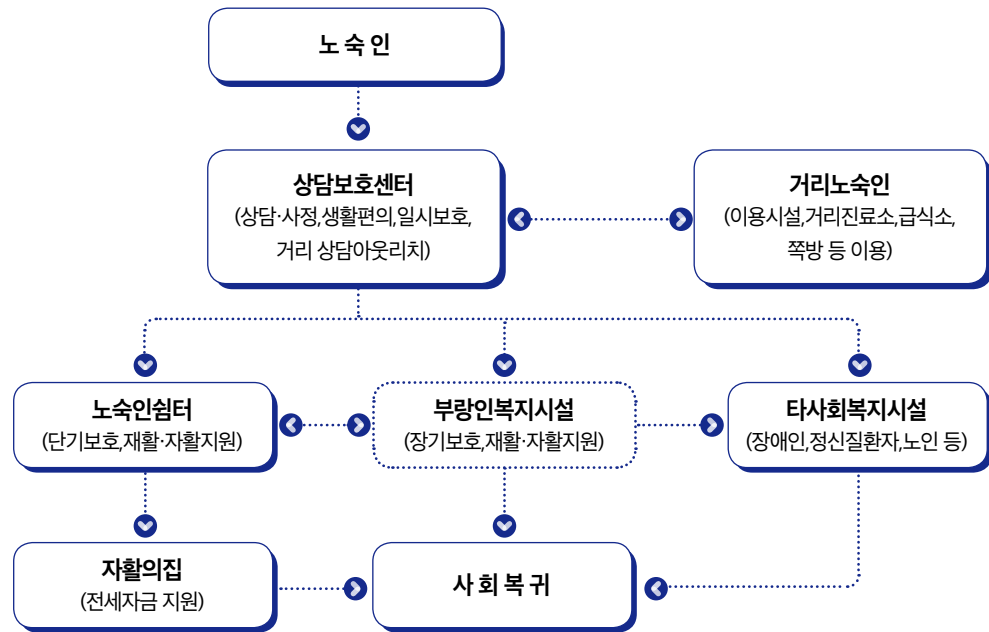 노 숙 인
상담보호센터
(상담·사정,생활편의,일시보호,
거리 상담아웃리치)
거리노숙인
(이용시설,거리진료소,급식소,
쪽방 등 이용)
노숙인쉼터
(단기보호,재활·자활지원)
부랑인복지시설
(장기보호,재활·자활지원)
타사회복지시설
(장애인,정신질환자,노인 등)
자활의집
(전세자금 지원)
사 회 복 귀